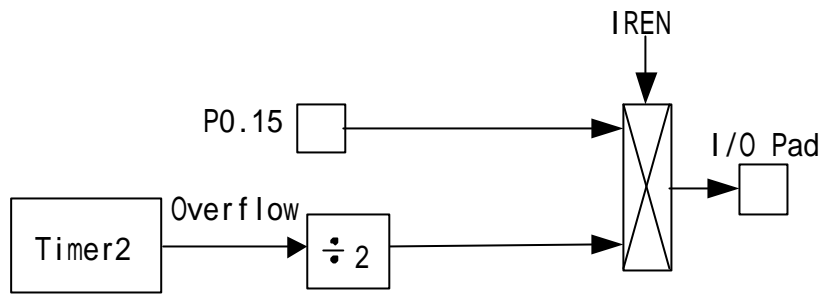 IREN
P0.15
I/O Pad
Overflow
Timer2
÷ 2